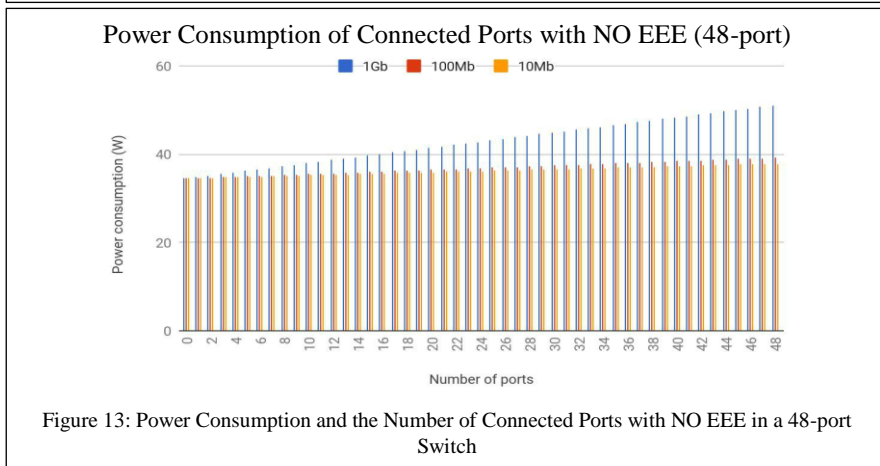 Power Consumption of Connected Ports with NO EEE (48-port)
1Gb 100Mb 10Mb
60
40
20
0
Power consumption (W)
0 2 4 6 8 10 12 14 16 18 20 22 24 26 28 30 32 34 36 38 40 42 44 46 48
Number of ports
Figure 13: Power Consumption and the Number of Connected Ports with NO EEE in a 48-port
Switch